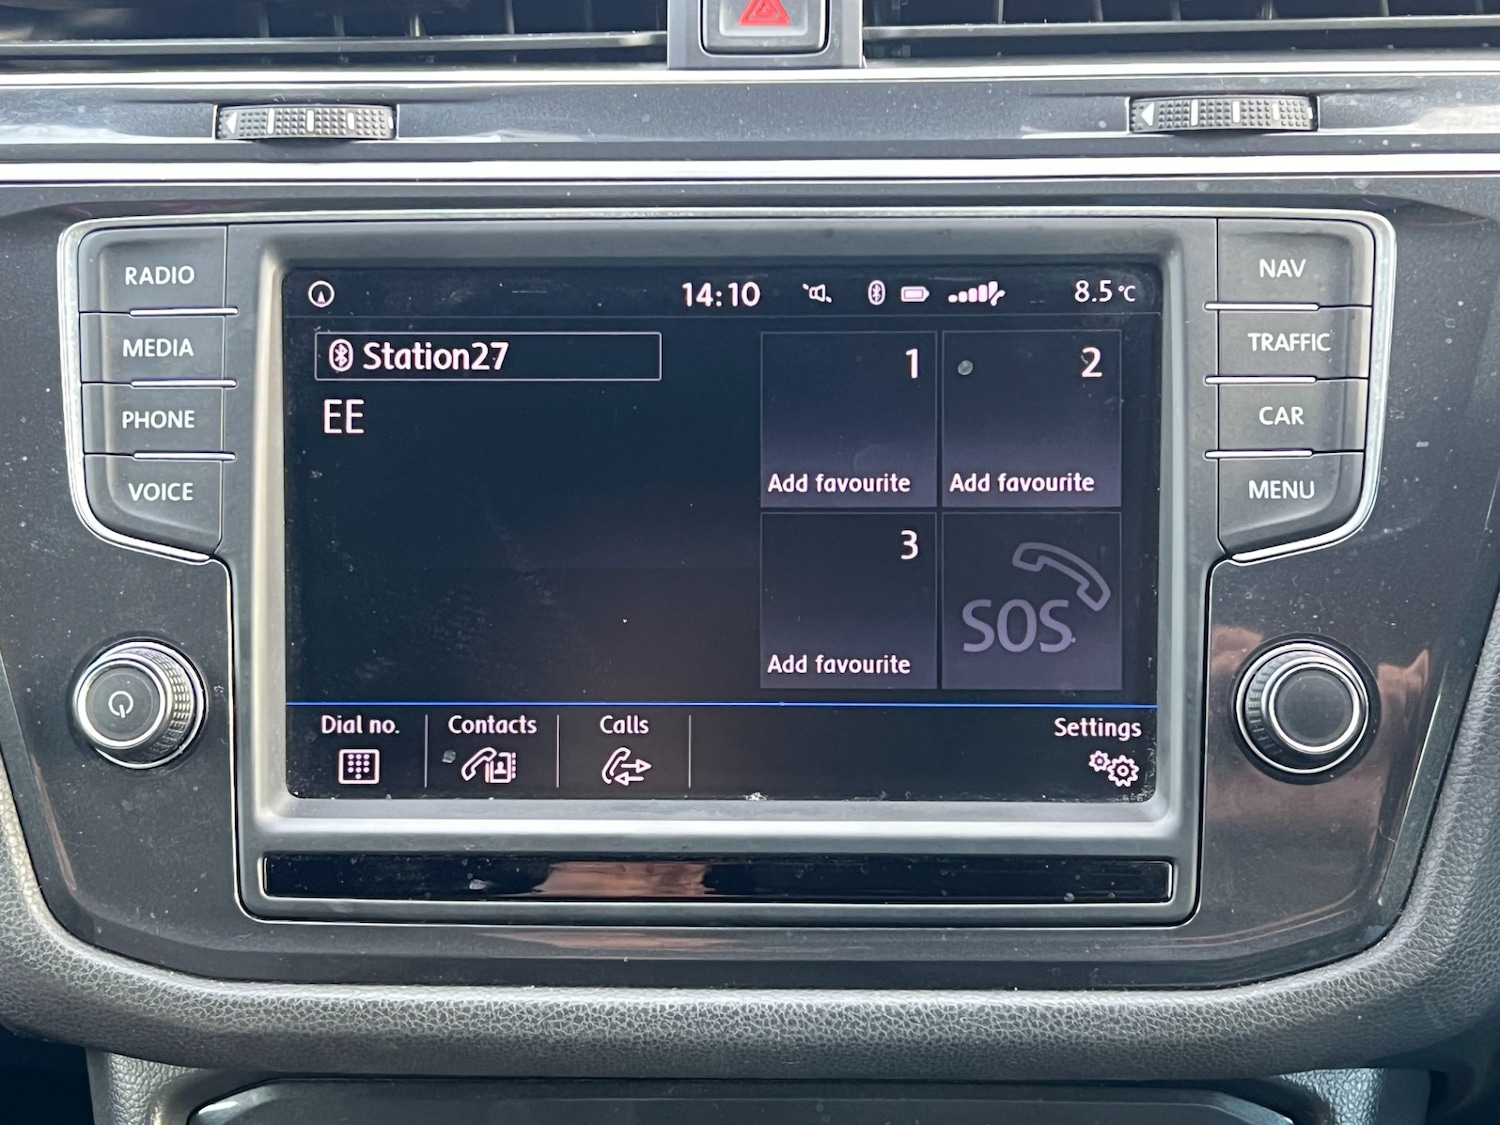 RADIO
MEDIA
PHONE
VOICE
14:10
8.5°C
Station27
EE
1
Add favourite
2
Add favourite
3
Add favourite
SOS
Dial no.
Contacts
Calls
Settings
NAV
TRAFFIC
CAR
MENU